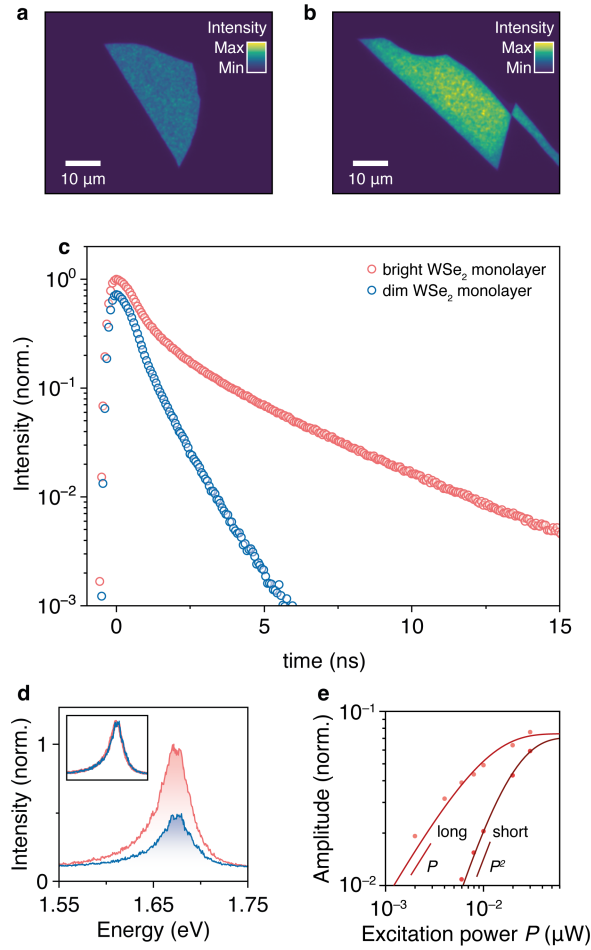 a
Intensity
Max
Min
10 μm
b
Intensity
Max
Min
10 μm
c
bright WSe₂ monolayer
dim WSe₂ monolayer
Intensity (norm.)
10⁰
10⁻¹
10⁻²
10⁻³
0
5
10
15
time (ns)
d
Intensity (norm.)
1
0
1.55
1.65
1.75
Energy (eV)
e
Amplitude (norm.)
10⁻¹
10⁻²
long
short
P
P²
10⁻³
10⁻²
Excitation power P (μW)